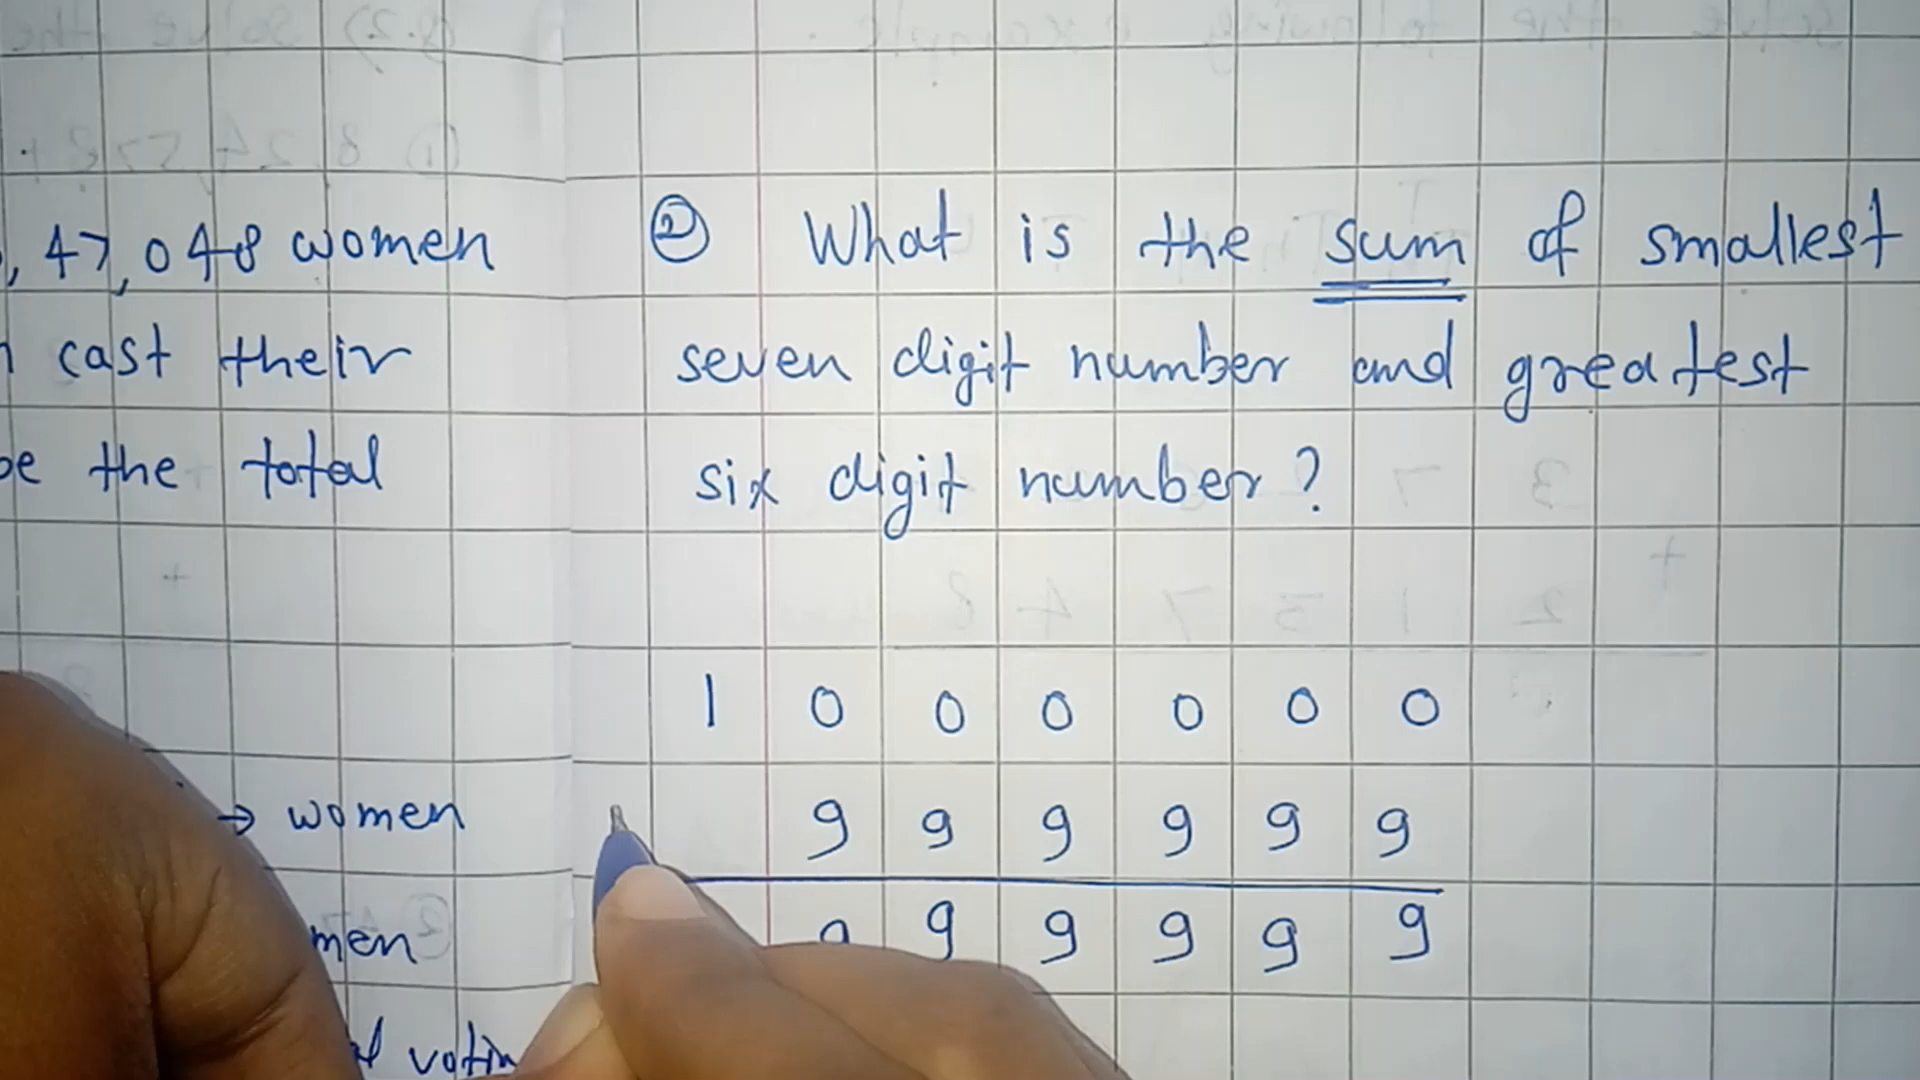 , 47,048 women
cast their
be the total
→ women
men
② What is the sum of smallest
seven digit number and greatest
six digit number?
1 0 0 0 0 0 0
9 9 9 9 9 9
9 9 9 9 9 9